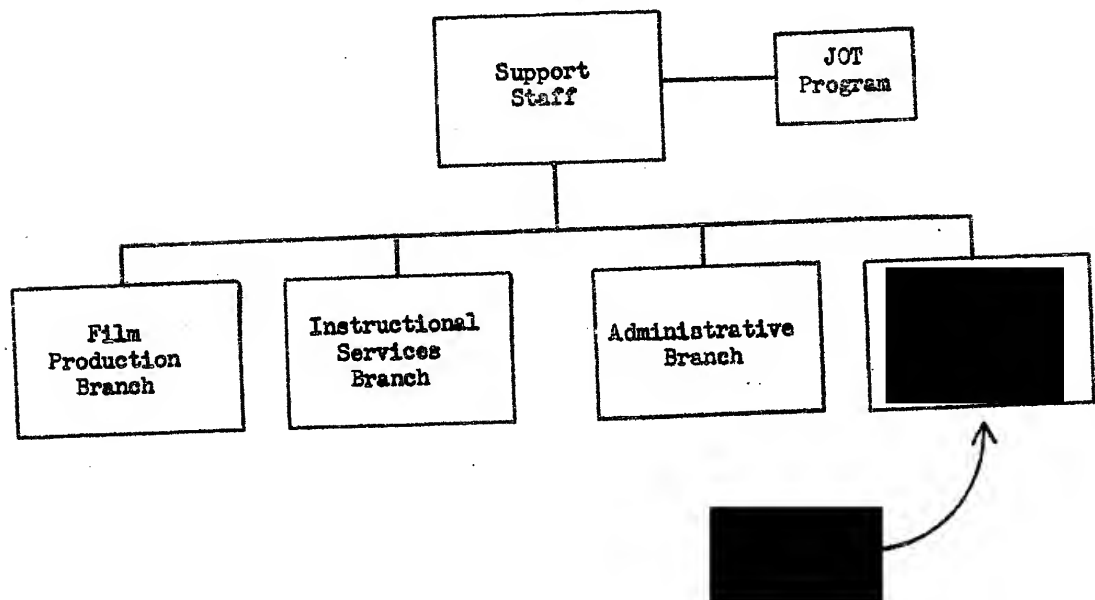 Support
Staff
JOT
Program
Film
Production
Branch
Instructional
Services
Branch
Administrative
Branch